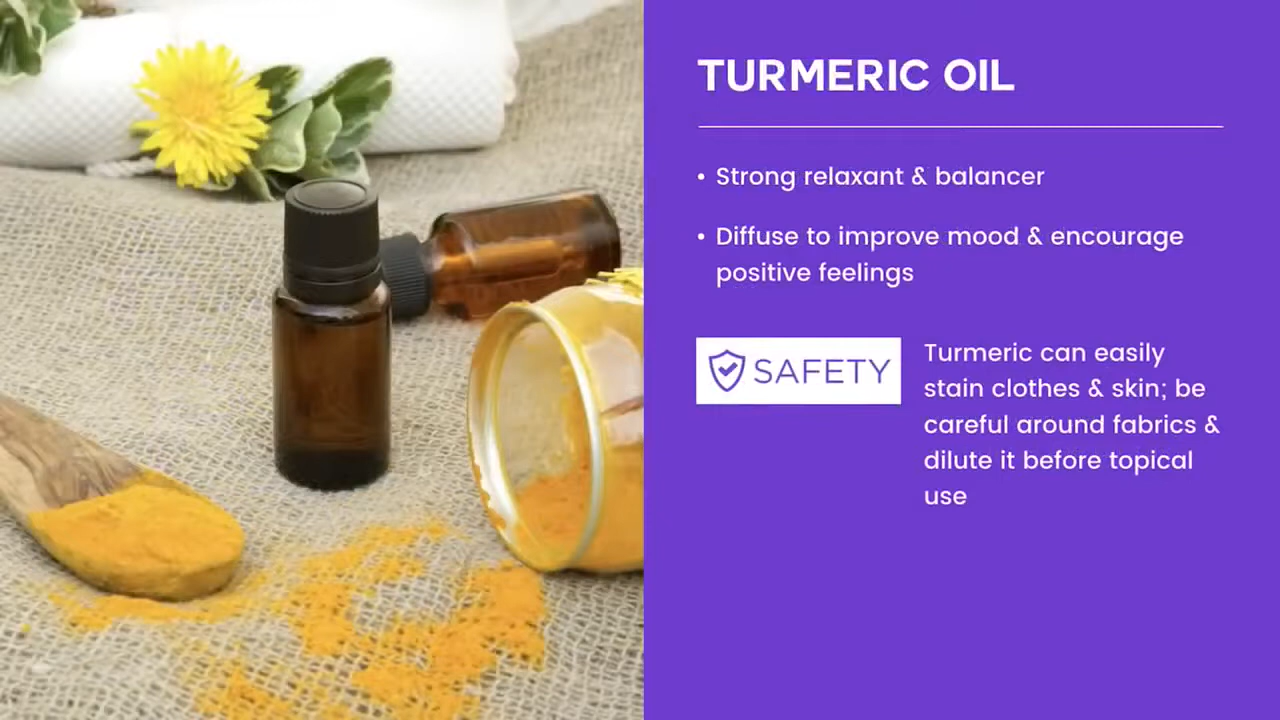 TURMERIC OIL
• Strong relaxant & balancer
• Diffuse to improve mood & encourage
positive feelings
SAFETY
Turmeric can easily
stain clothes & skin; be
careful around fabrics &
dilute it before topical
use